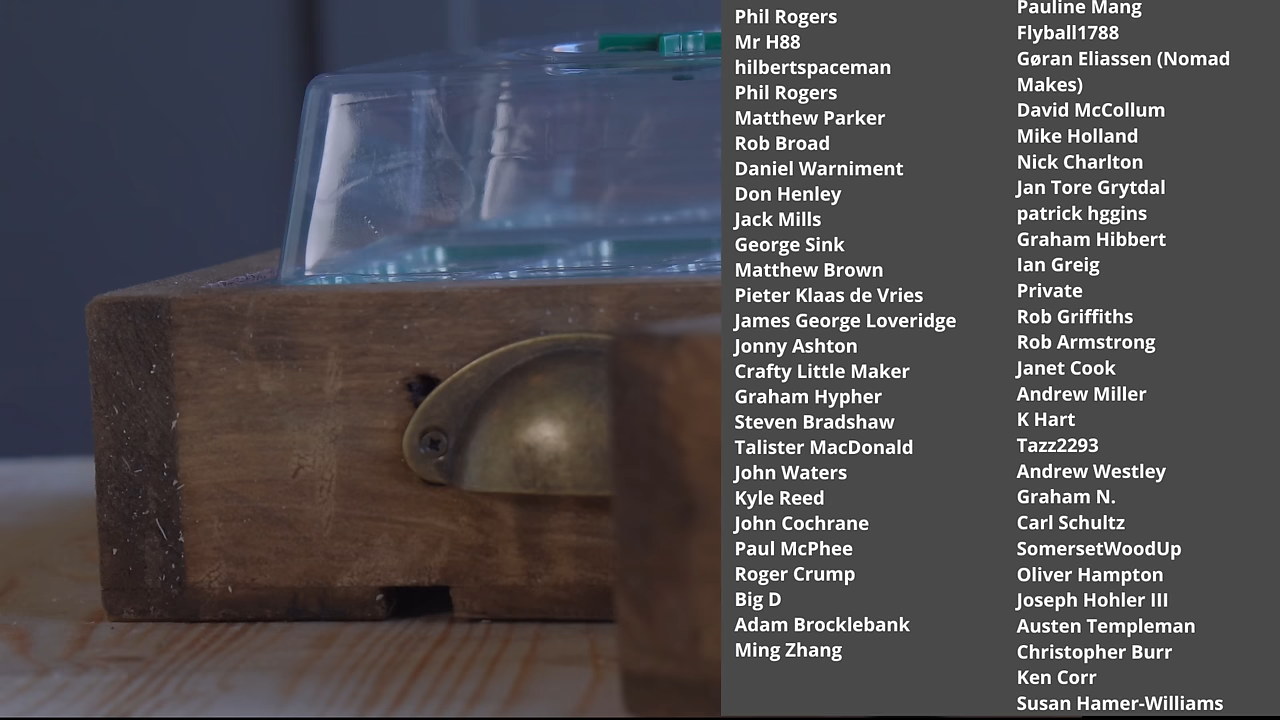 Phil Rogers
Mr H88
hilbertspaceman
Phil Rogers
Matthew Parker
Rob Broad
Daniel Warniment
Don Henley
Jack Mills
George Sink
Matthew Brown
Pieter Klaas de Vries
James George Loveridge
Jonny Ashton
Crafty Little Maker
Graham Hypher
Steven Bradshaw
Talister MacDonald
John Waters
Kyle Reed
John Cochrane
Paul McPhee
Roger Crump
Big D
Adam Brocklebank
Ming Zhang
Pauline Mang
Flyball1788
Gøran Eliassen (Nomad
Makes)
David McCollum
Mike Holland
Nick Charlton
Jan Tore Grytdal
patrick hggins
Graham Hibbert
Ian Greig
Private
Rob Griffiths
Rob Armstrong
Janet Cook
Andrew Miller
K Hart
Tazz2293
Andrew Westley
Graham N.
Carl Schultz
SomersetWoodUp
Oliver Hampton
Joseph Hohler III
Austen Templeman
Christopher Burr
Ken Corr
Susan Hamer-Williams